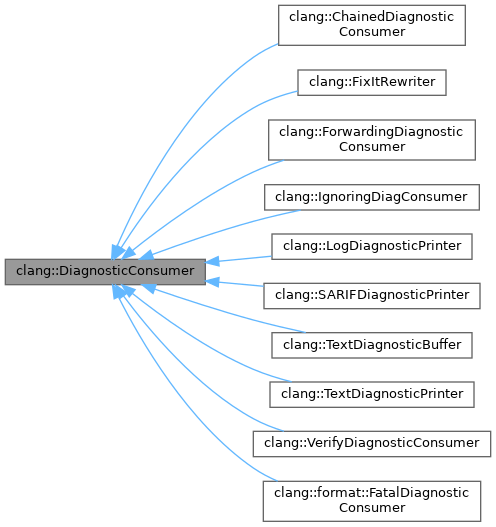 clang::ChainedDiagnostic
Consumer
clang::FixItRewriter
clang::ForwardingDiagnostic
Consumer
clang::IgnoringDiagConsumer
clang::LogDiagnosticPrinter
clang::DiagnosticConsumer
clang::SARIFDiagnosticPrinter
clang::TextDiagnosticBuffer
clang::TextDiagnosticPrinter
clang::VerifyDiagnosticConsumer
clang::format::FatalDiagnostic
Consumer